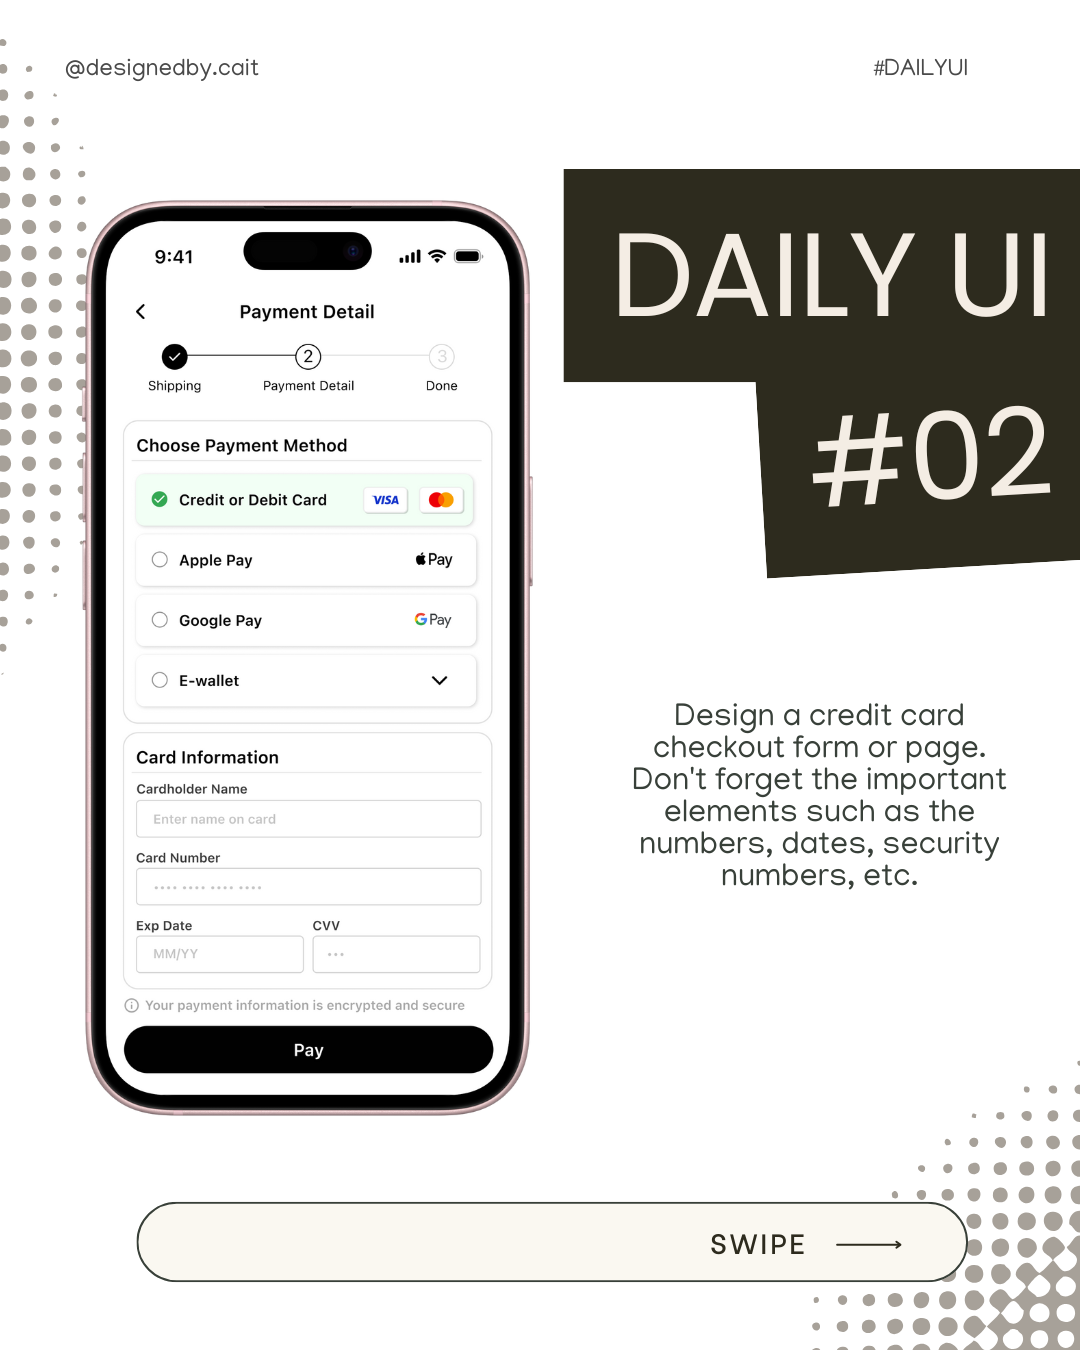 @designedby.cait
#DAILYUI
DAILY UI
#02
9:41
Payment Detail
2
3
Shipping
Payment Detail
Done
Choose Payment Method
Credit or Debit Card
VISA
Apple Pay
Pay
Google Pay
G Pay
E-wallet
Card Information
Cardholder Name
Enter name on card
Card Number
•••• •••• •••• ••••
Exp Date
CVV
MM/YY
•••
Your payment information is encrypted and secure
Pay
Design a credit card
checkout form or page.
Don't forget the important
elements such as the
numbers, dates, security
numbers, etc.
SWIPE